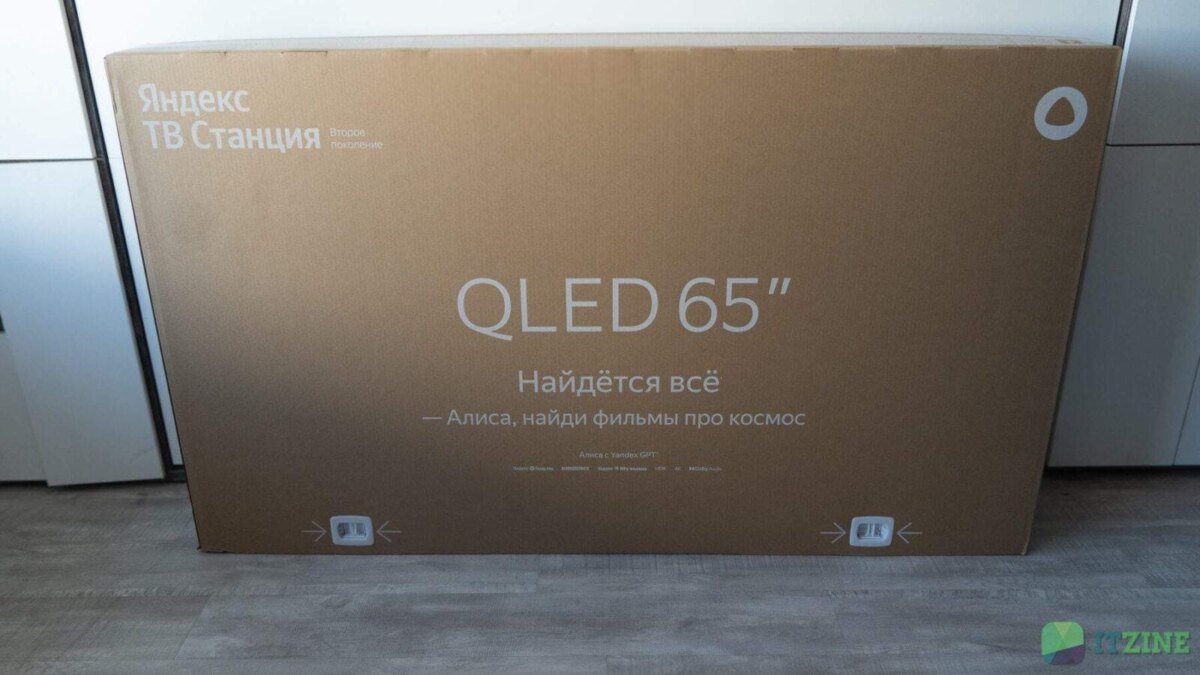 Яндекс
ТВ Станция
Второе
поколение
QLED 65”
Найдётся всё
— Алиса, найди фильмы про космос
Алиса с Yandex GPT
ITZINE